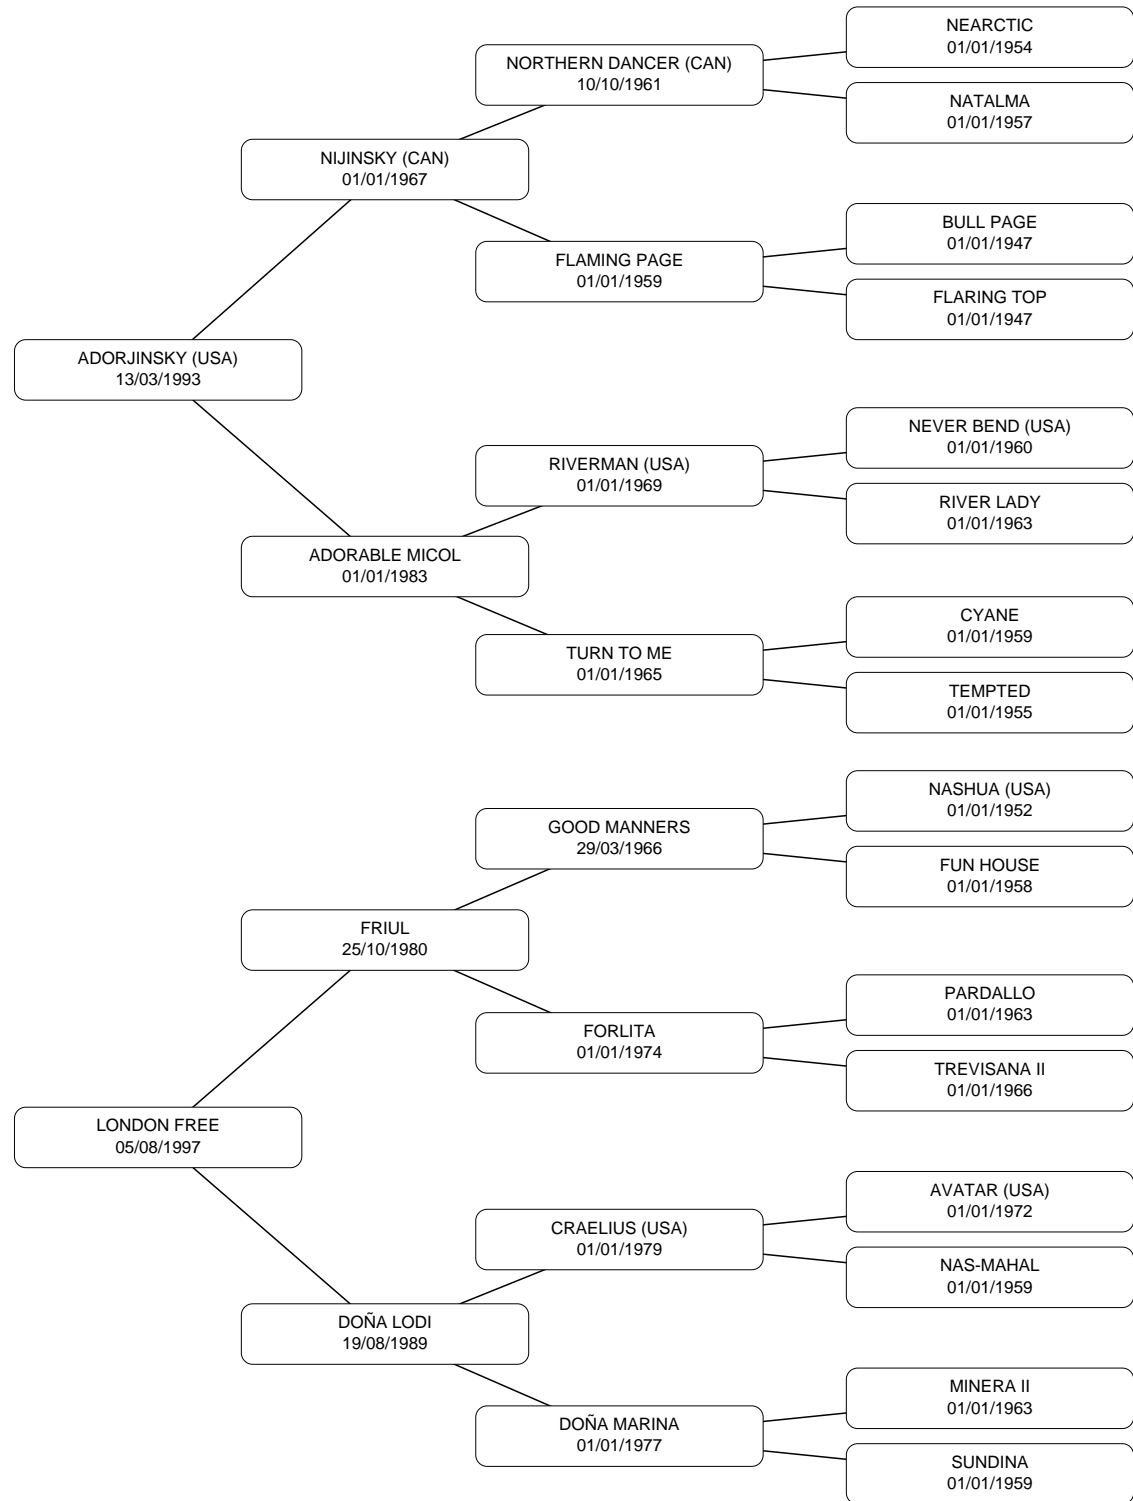 NEARCTIC
01/01/1954
NORTHERN DANCER (CAN)
10/10/1961
NATALMA
01/01/1957
NIJINSKY (CAN)
01/01/1967
BULL PAGE
01/01/1947
FLAMING PAGE
01/01/1959
FLARING TOP
01/01/1947
ADORJINSKY (USA)
13/03/1993
NEVER BEND (USA)
01/01/1960
RIVERMAN (USA)
01/01/1969
RIVER LADY
01/01/1963
ADORABLE MICOL
01/01/1983
CYANE
01/01/1959
TURN TO ME
01/01/1965
TEMPTED
01/01/1955
NASHUA (USA)
01/01/1952
GOOD MANNERS
29/03/1966
FUN HOUSE
01/01/1958
FRIUL
25/10/1980
PARDALLO
01/01/1963
FORLITA
01/01/1974
TREVISANA II
01/01/1966
LONDON FREE
05/08/1997
AVATAR (USA)
01/01/1972
CRAELIUS (USA)
01/01/1979
NAS-MAHAL
01/01/1959
DOÑA LODI
19/08/1989
MINERA II
01/01/1963
DOÑA MARINA
01/01/1977
SUNDINA
01/01/1959